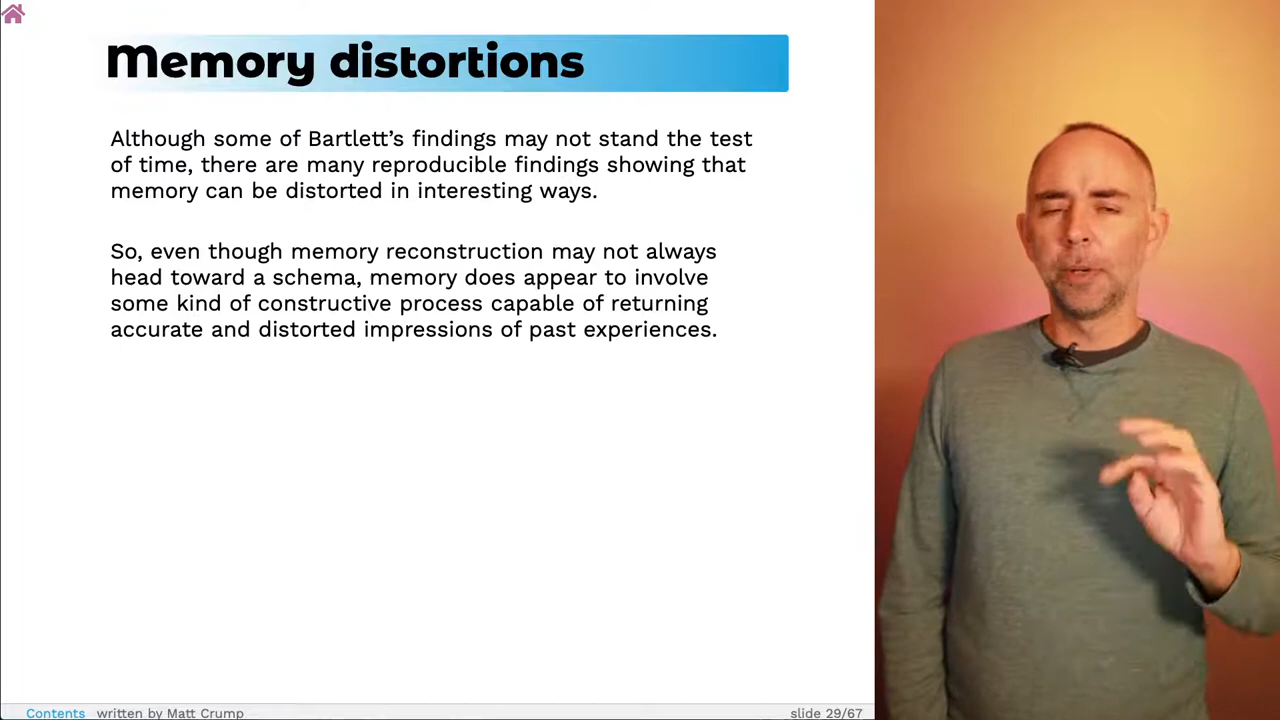 Memory distortions
Although some of Bartlett’s findings may not stand the test
of time, there are many reproducible findings showing that
memory can be distorted in interesting ways.
So, even though memory reconstruction may not always
head toward a schema, memory does appear to involve
some kind of constructive process capable of returning
accurate and distorted impressions of past experiences.
Contents written by Matt Crump slide 29/67